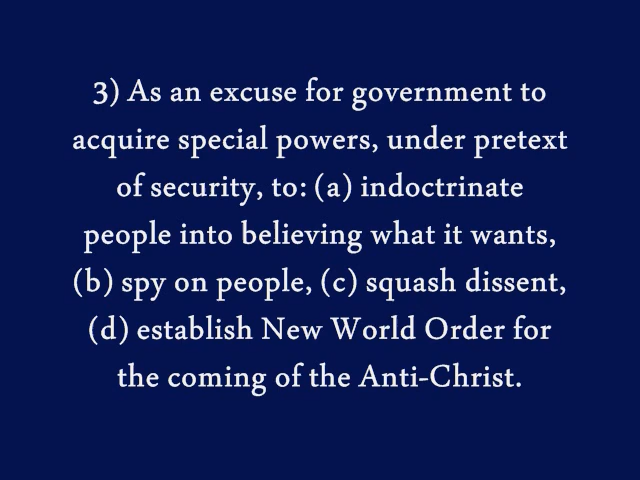 3) As an excuse for government to
acquire special powers, under pretext
of security, to: (a) indoctrinate
people into believing what it wants,
(b) spy on people, (c) squash dissent,
(d) establish New World Order for
the coming of the Anti-Christ.